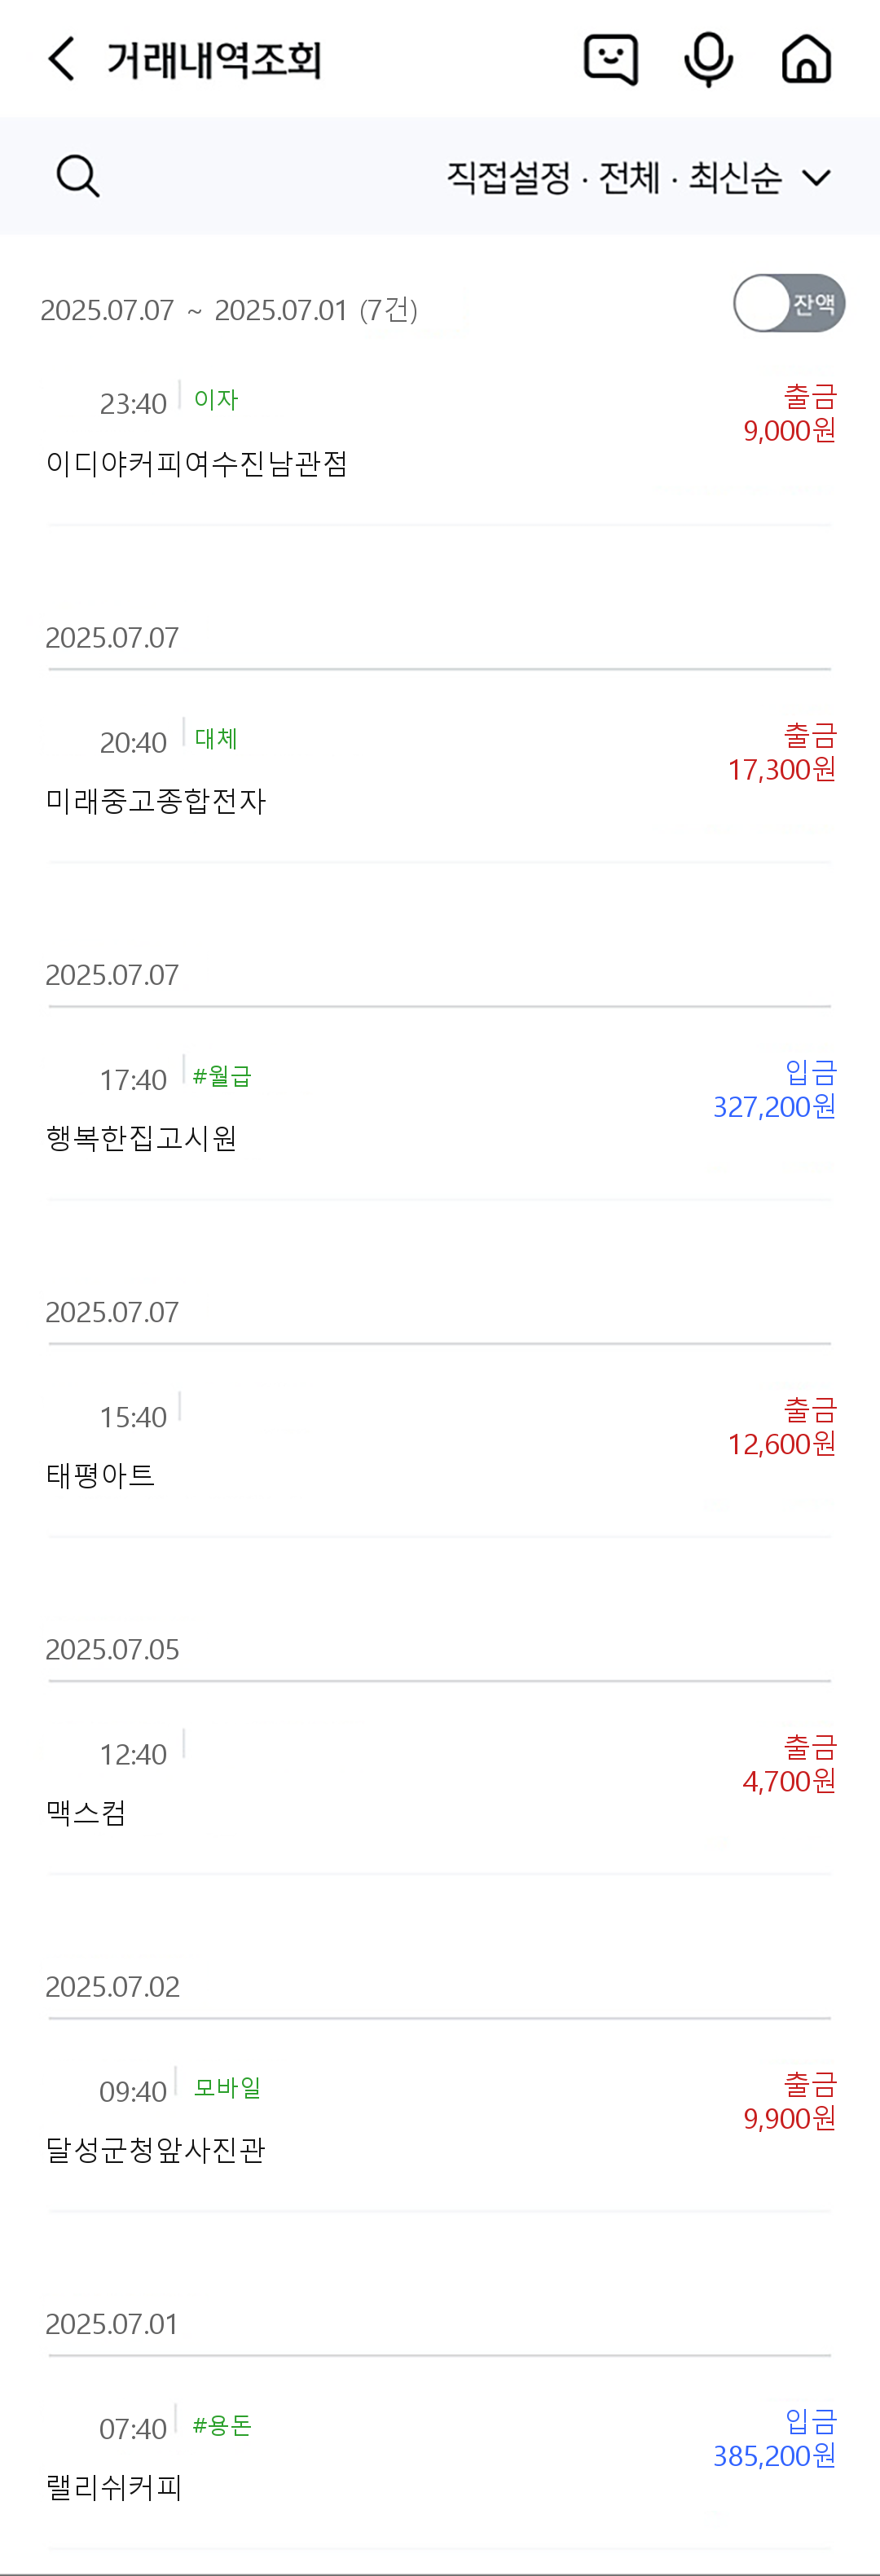 거래내역조회
직접설정 · 전체 · 최신순
2025.07.07 ~ 2025.07.01 (7건)
잔액
23:40 이자
출금
9,000원
이디야커피여수진남관점
2025.07.07
20:40 대체
출금
17,300원
미래중고종합전자
2025.07.07
17:40 #월급
입금
327,200원
행복한집고시원
2025.07.07
15:40
출금
12,600원
태평아트
2025.07.05
12:40
출금
4,700원
맥스컴
2025.07.02
09:40 모바일
출금
9,900원
달성군청앞사진관
2025.07.01
07:40 #용돈
입금
385,200원
랠리쉬커피